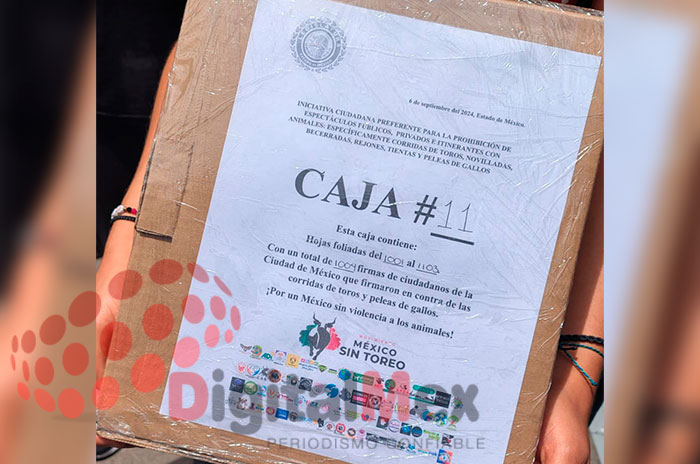 6 de septiembre del 2024, Estado de México.
INICIATIVA CIUDADANA PREFERENTE PARA LA PROHIBICIÓN DE
ESPECTÁCULOS PÚBLICOS, PRIVADOS E ITINERANTES CON
ANIMALES: ESPECÍFICAMENTE CORRIDAS DE TOROS, NOVILLADAS,
BECERRADAS, REJONES, TIENTAS Y PELEAS DE GALLOS
CAJA #11
Esta caja contiene:
Hojas foliadas del 1001 al 1103
Con un total de 1004 firmas de ciudadanos de la
Ciudad de México que firmaron en contra de las
corridas de toros y peleas de gallos.
¡Por un México sin violencia a los animales!
MÉXICO
SIN TOREO
DigitalMex
PERIODISMO CONFIABLE